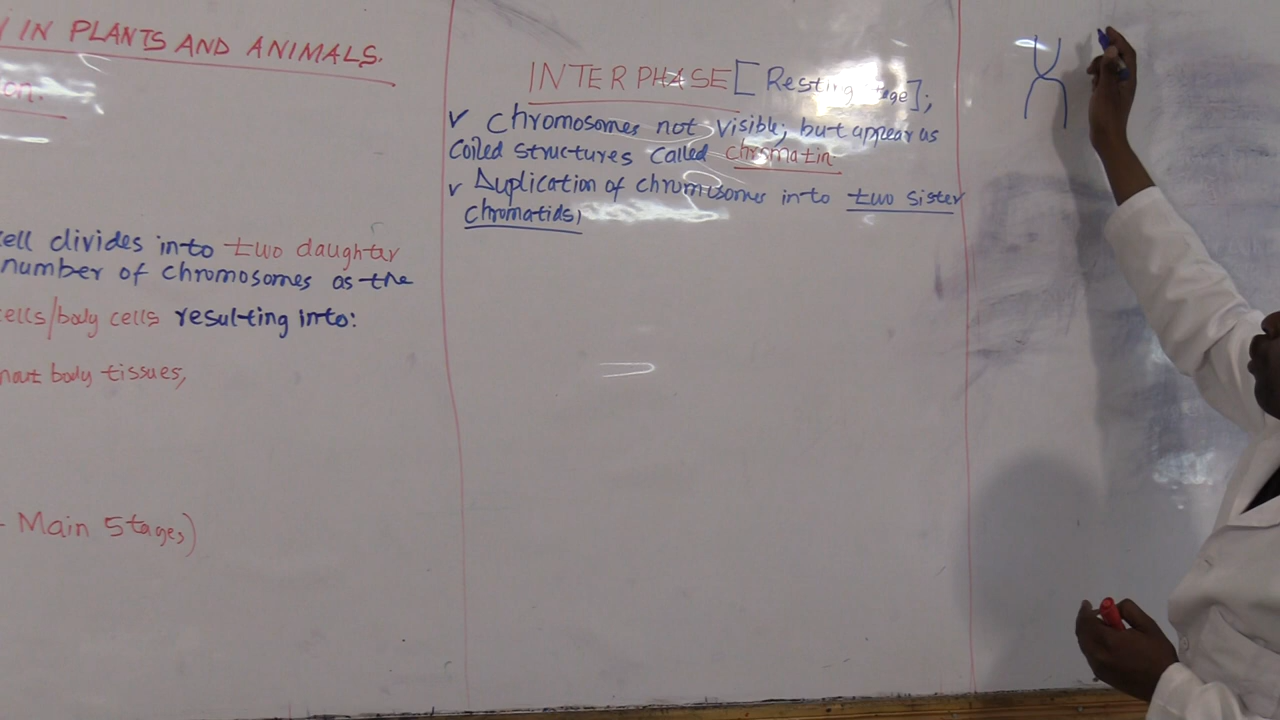 IN PLANTS AND ANIMALS.
on.
ell divides into two daughter
number of chromosomes as the
cells/body cells resulting into:
hout body tissues,
- Main Stages)
INTERPHASE [Resting stage];
v Chromosomes not visible; but appear as
Coiled structures called chromatin.
v Duplication of chromosomes into two sister
chromatids,